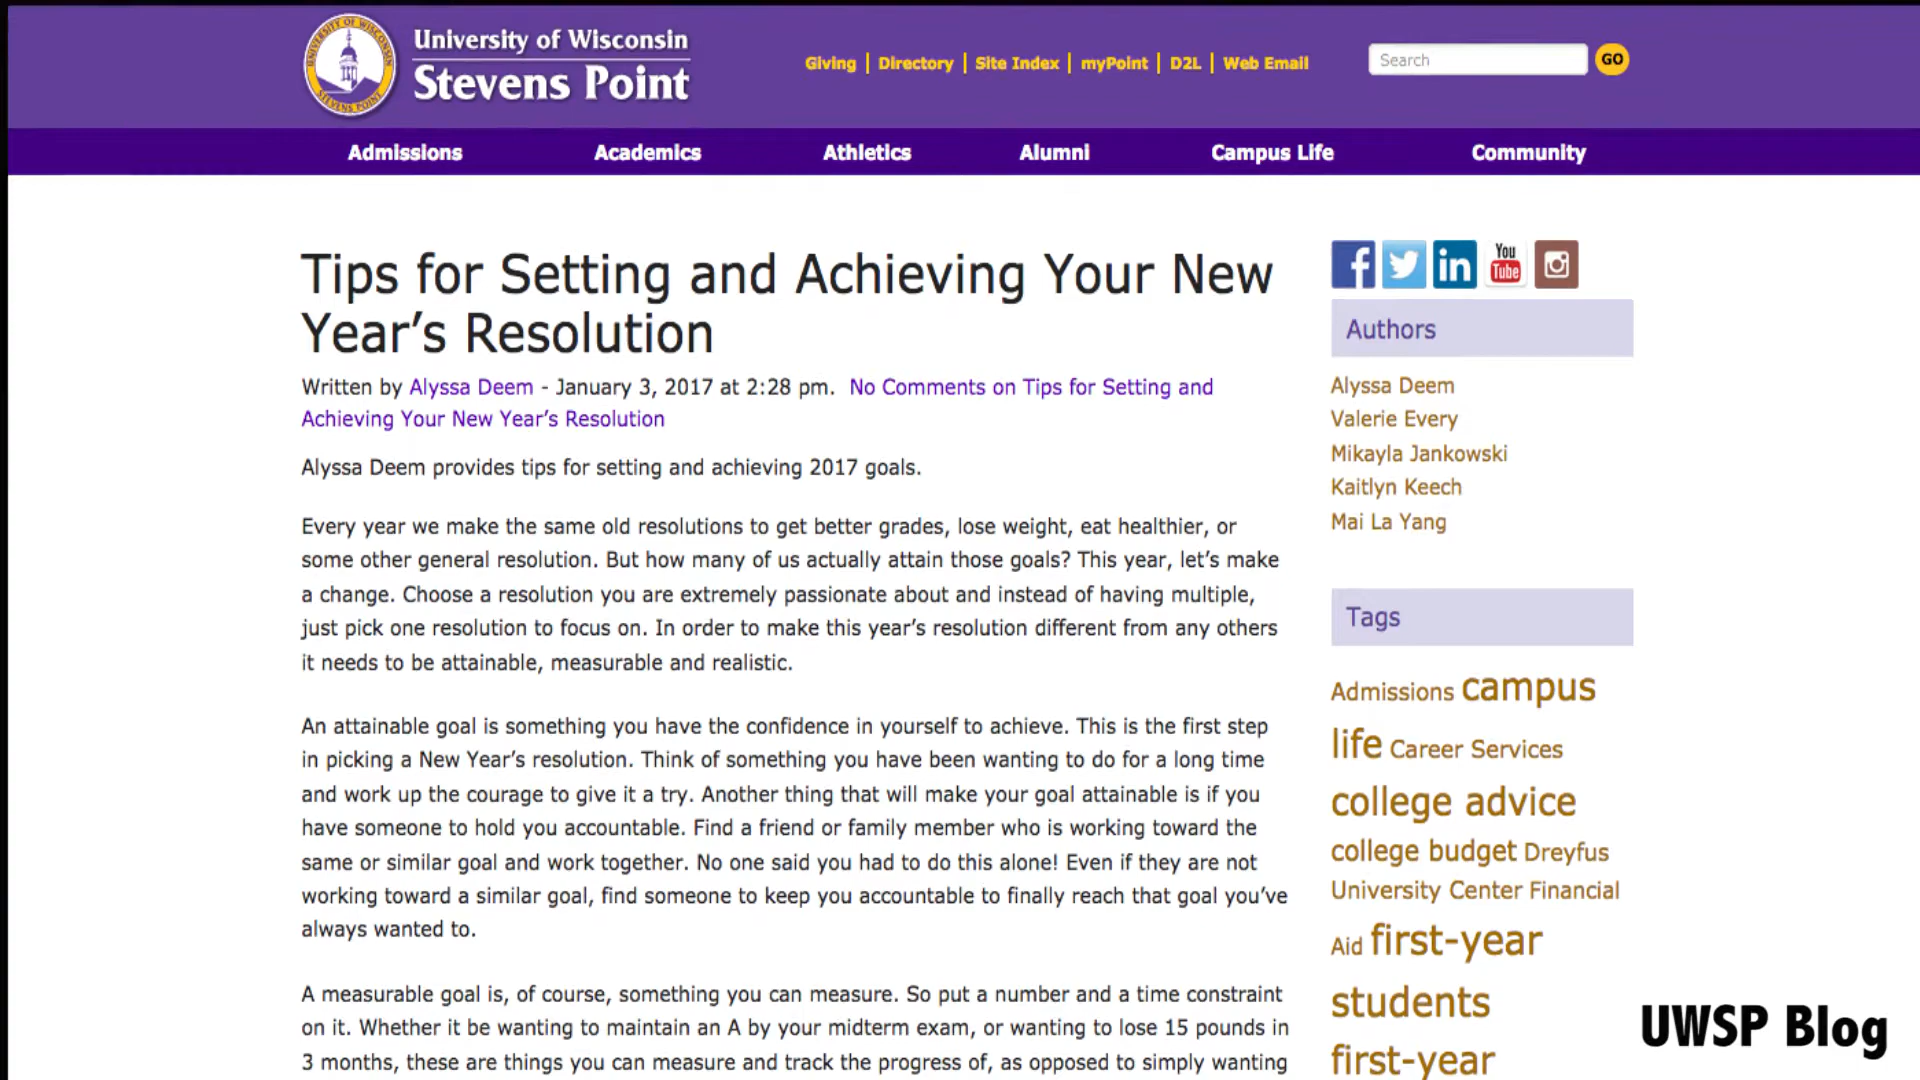 UNIVERSITY OF WISCONSIN
STEVENS POINT
University of Wisconsin
Stevens Point
Giving | Directory | Site Index | myPoint | D2L | Web Email
Search
GO
Admissions
Academics
Athletics
Alumni
Campus Life
Community
Tips for Setting and Achieving Your New
Year’s Resolution
Written by Alyssa Deem - January 3, 2017 at 2:28 pm. No Comments on Tips for Setting and
Achieving Your New Year’s Resolution
Alyssa Deem provides tips for setting and achieving 2017 goals.
Every year we make the same old resolutions to get better grades, lose weight, eat healthier, or
some other general resolution. But how many of us actually attain those goals? This year, let’s make
a change. Choose a resolution you are extremely passionate about and instead of having multiple,
just pick one resolution to focus on. In order to make this year’s resolution different from any others
it needs to be attainable, measurable and realistic.
An attainable goal is something you have the confidence in yourself to achieve. This is the first step
in picking a New Year’s resolution. Think of something you have been wanting to do for a long time
and work up the courage to give it a try. Another thing that will make your goal attainable is if you
have someone to hold you accountable. Find a friend or family member who is working toward the
same or similar goal and work together. No one said you had to do this alone! Even if they are not
working toward a similar goal, find someone to keep you accountable to finally reach that goal you’ve
always wanted to.
A measurable goal is, of course, something you can measure. So put a number and a time constraint
on it. Whether it be wanting to maintain an A by your midterm exam, or wanting to lose 15 pounds in
3 months, these are things you can measure and track the progress of, as opposed to simply wanting
f
in
You
Tube
Authors
Alyssa Deem
Valerie Every
Mikayla Jankowski
Kaitlyn Keech
Mai La Yang
Tags
Admissions campus
life Career Services
college advice
college budget Dreyfus
University Center Financial
Aid first-year
students
first-year
UWSP Blog